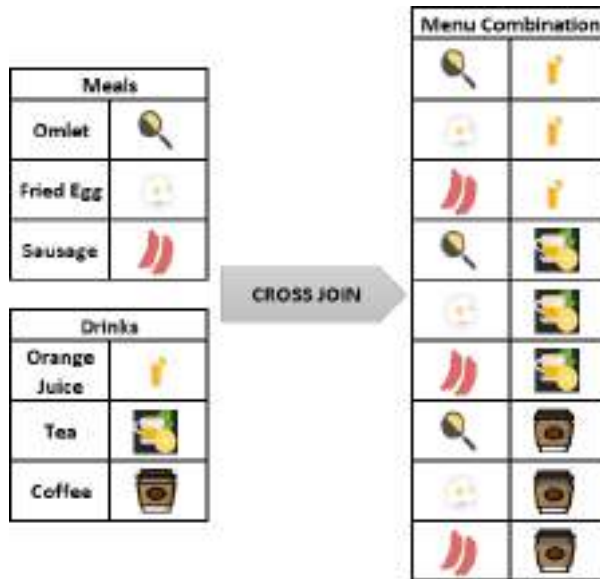 Menu Combination
Meals
Omlet
Fried Egg
Sausage
CROSS JOIN
Drinks
Orange
Juice
Tea
Coffee